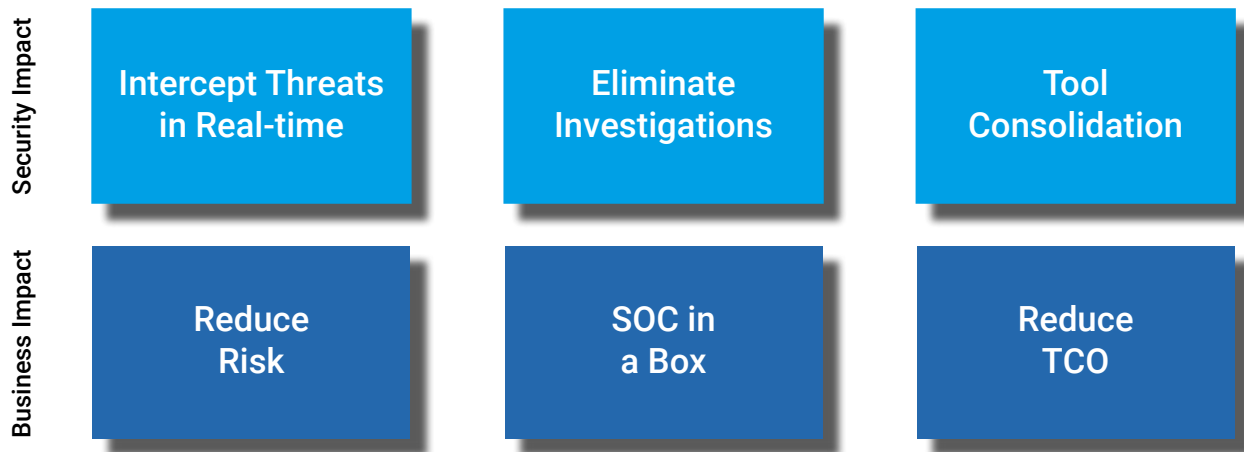 Security Impact
Intercept Threats
in Real-time
Eliminate
Investigations
Tool
Consolidation
Business Impact
Reduce
Risk
SOC in
a Box
Reduce
TCO